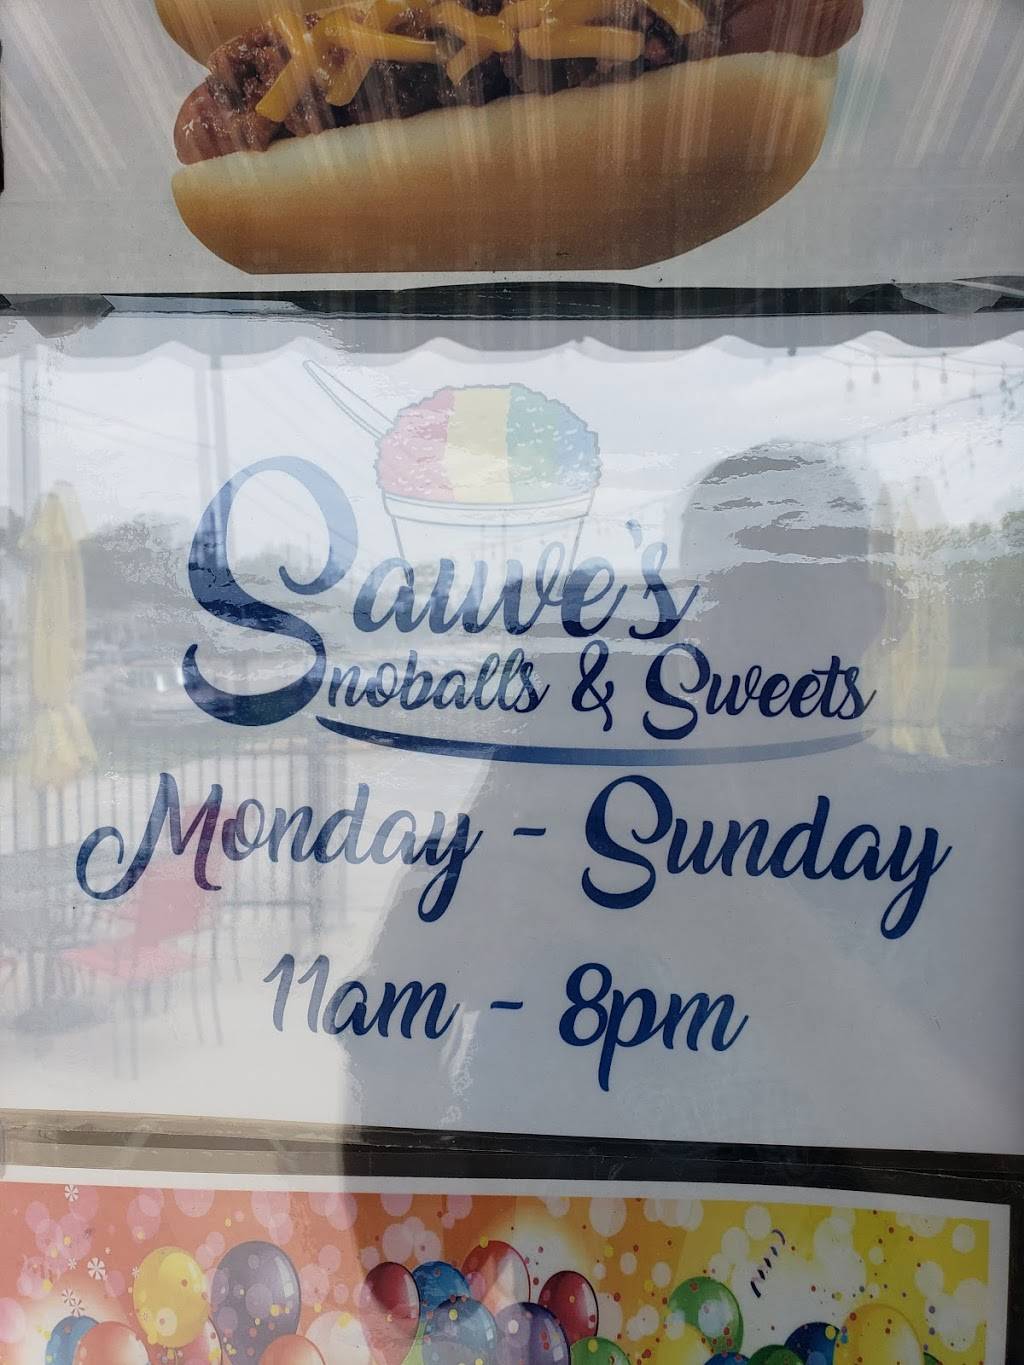 Sauve's
Snoballs & Sweets
Monday - Sunday
11am - 8pm